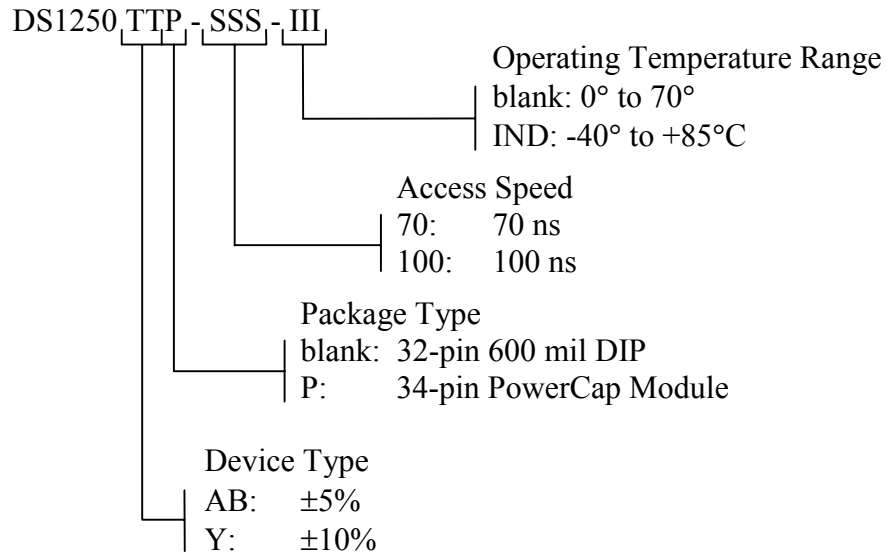 DS1250 TTP - SSS - III
Operating Temperature Range
blank: 0° to 70°
IND: -40° to +85°C
Access Speed
70: 70 ns
100: 100 ns
Package Type
blank: 32-pin 600 mil DIP
P: 34-pin PowerCap Module
Device Type
AB: ±5%
Y: ±10%